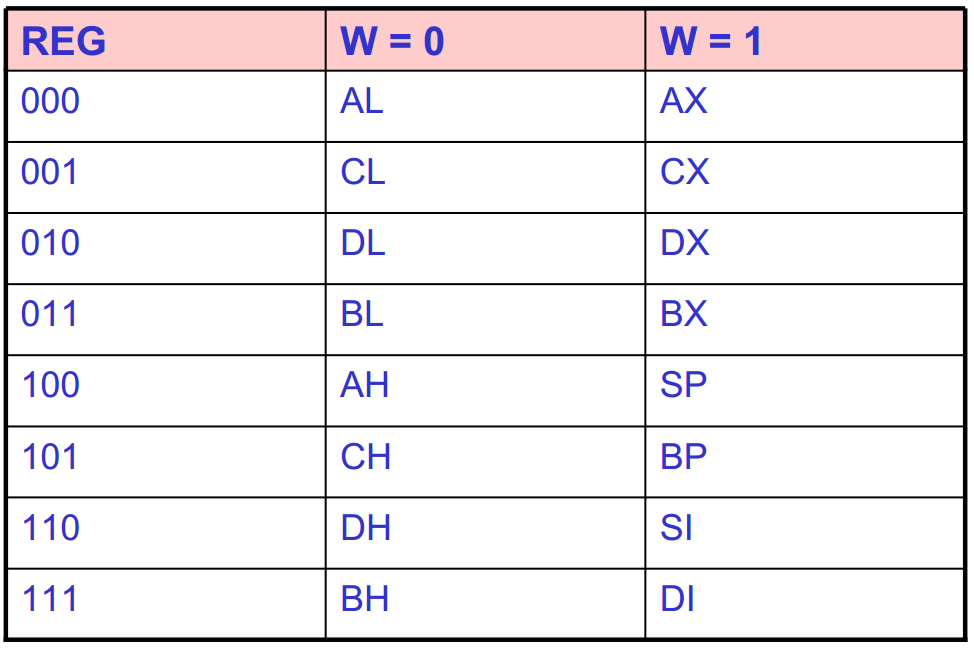 REG W = 0 W = 1
000 AL AX
001 CL CX
010 DL DX
011 BL BX
100 AH SP
101 CH BP
110 DH SI
111 BH DI